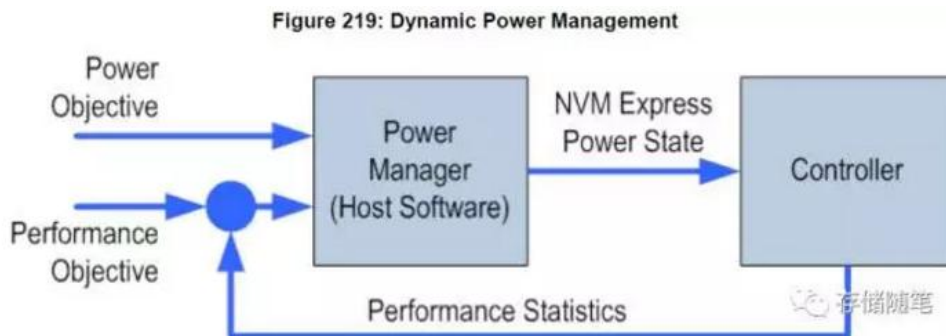 Figure 219: Dynamic Power Management
Power
Objective
Performance
Objective
Power
Manager
(Host Software)
NVM Express
Power State
Controller
Performance Statistics
存储随笔